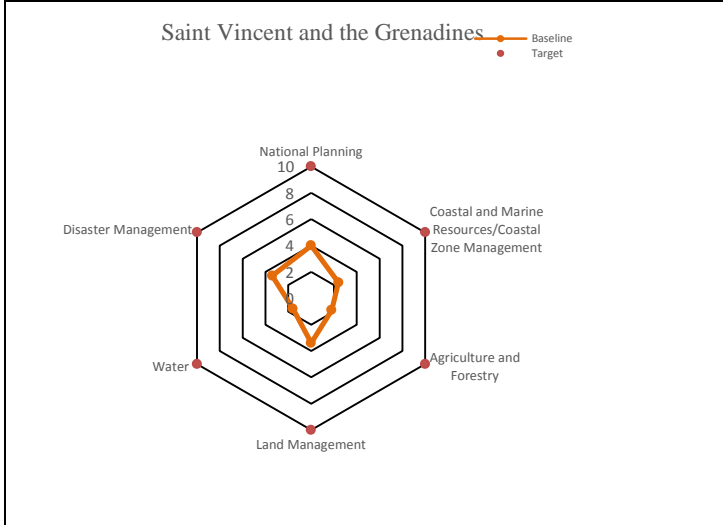 Saint Vincent and the Grenadines
Baseline
Target
National Planning
10
8
6
4
2
0
Coastal and Marine
Resources/Coastal
Zone Management
Agriculture and
Forestry
Land Management
Water
Disaster Management